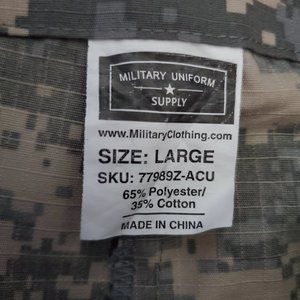 MILITARY UNIFORM
SUPPLY
www.MilitaryClothing.com
SIZE: LARGE
SKU: 77989Z-ACU
65% Polyester/
35% Cotton
MADE IN CHINA